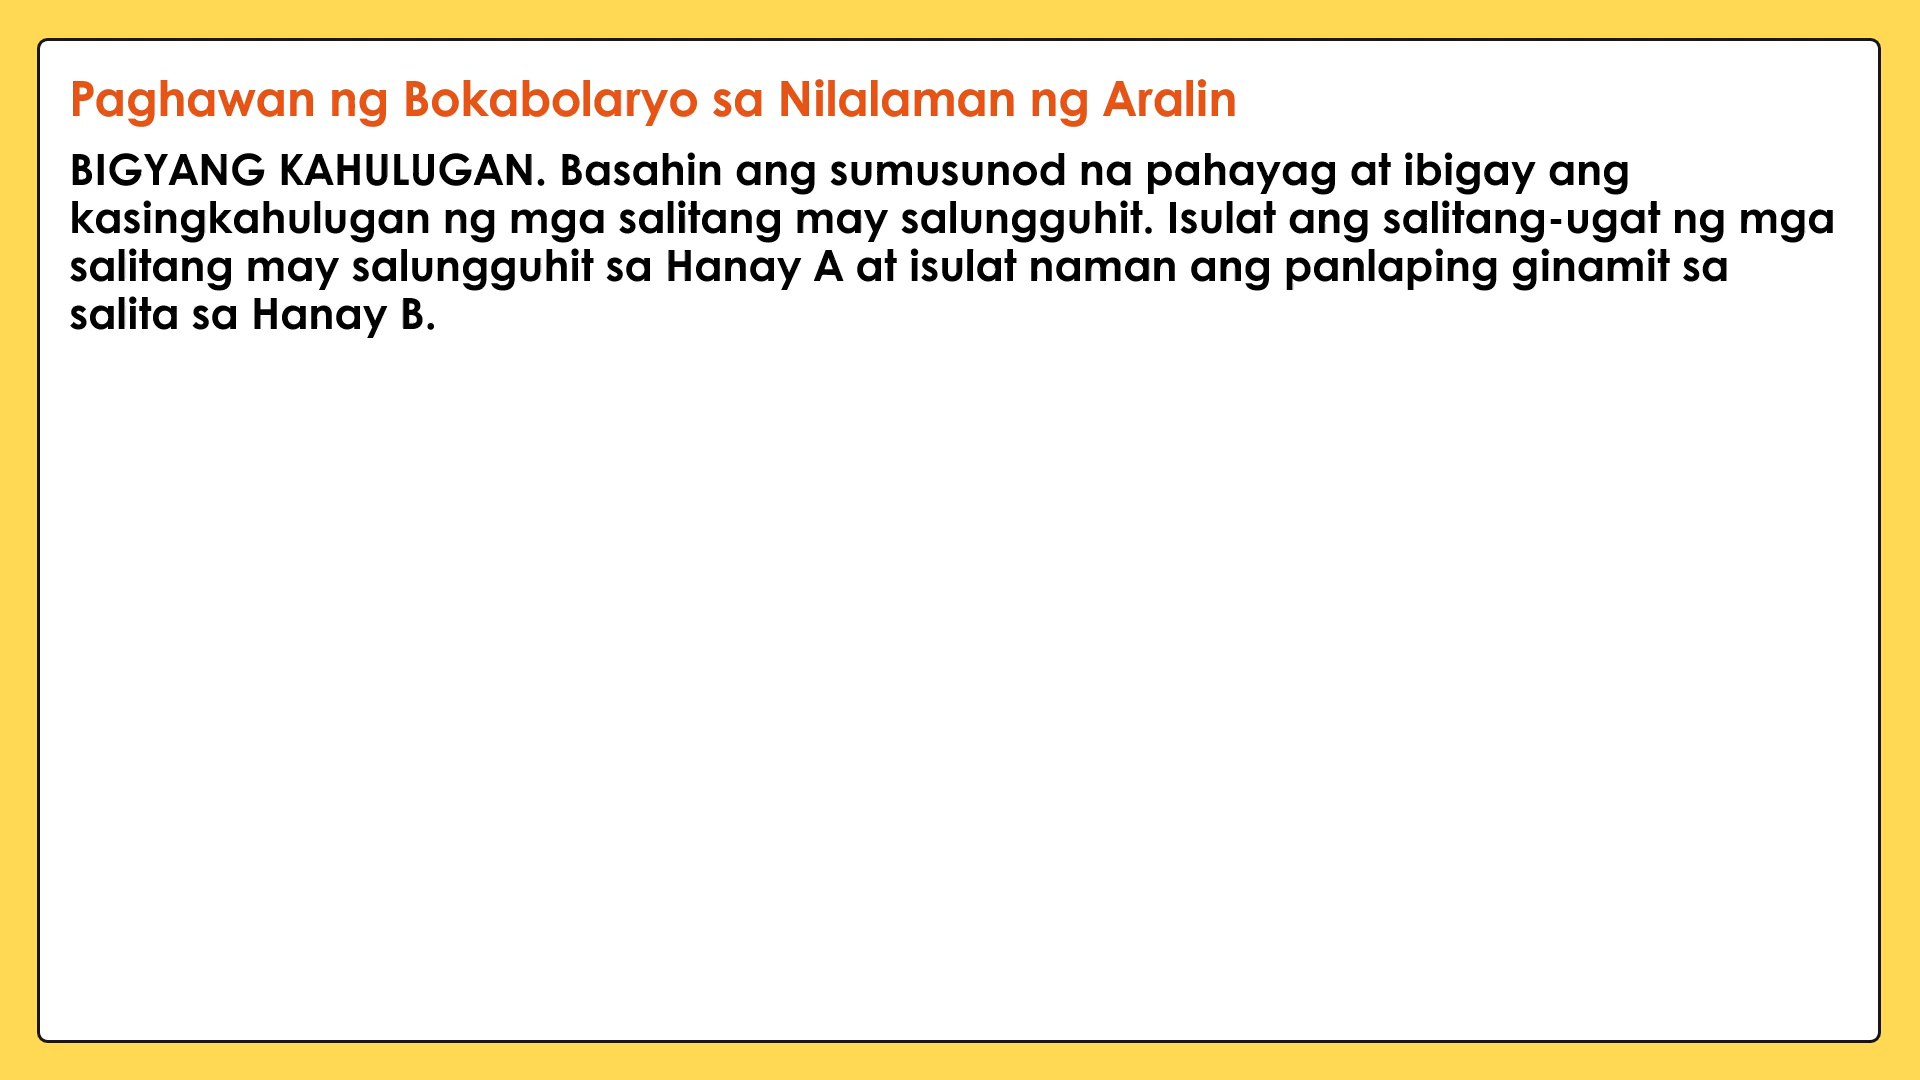 Paghawan ng Bokabolaryo sa Nilalaman ng Aralin
BIGYANG KAHULUGAN. Basahin ang sumusunod na pahayag at ibigay ang
kasingkahulugan ng mga salitang may salungguhit. Isulat ang salitang-ugat ng mga
salitang may salungguhit sa Hanay A at isulat naman ang panlaping ginamit sa
salita sa Hanay B.